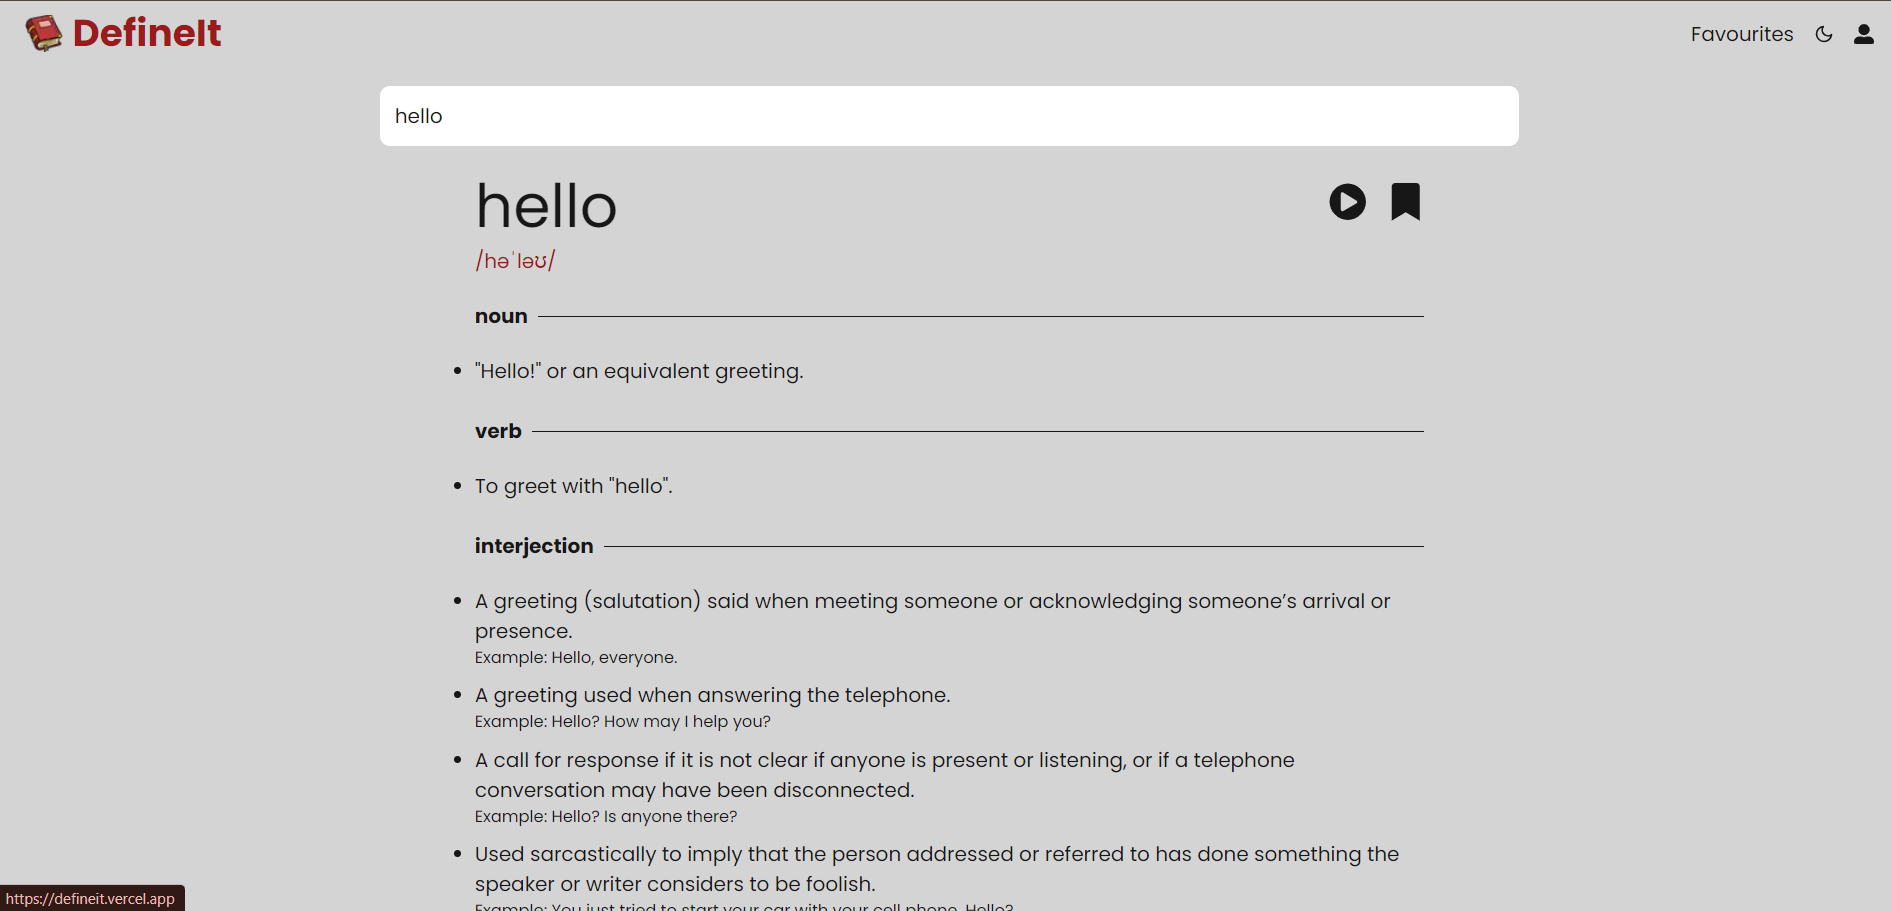 DefineIt
Favourites
hello
hello
/həˈləʊ/
noun
"Hello!" or an equivalent greeting.
verb
To greet with "hello".
interjection
A greeting (salutation) said when meeting someone or acknowledging someone’s arrival or
presence.
Example: Hello, everyone.
A greeting used when answering the telephone.
Example: Hello? How may I help you?
A call for response if it is not clear if anyone is present or listening, or if a telephone
conversation may have been disconnected.
Example: Hello? Is anyone there?
Used sarcastically to imply that the person addressed or referred to has done something the
speaker or writer considers to be foolish.
Example: You just tried to start your car with your cell phone. Hello?
https://defineit.vercel.app